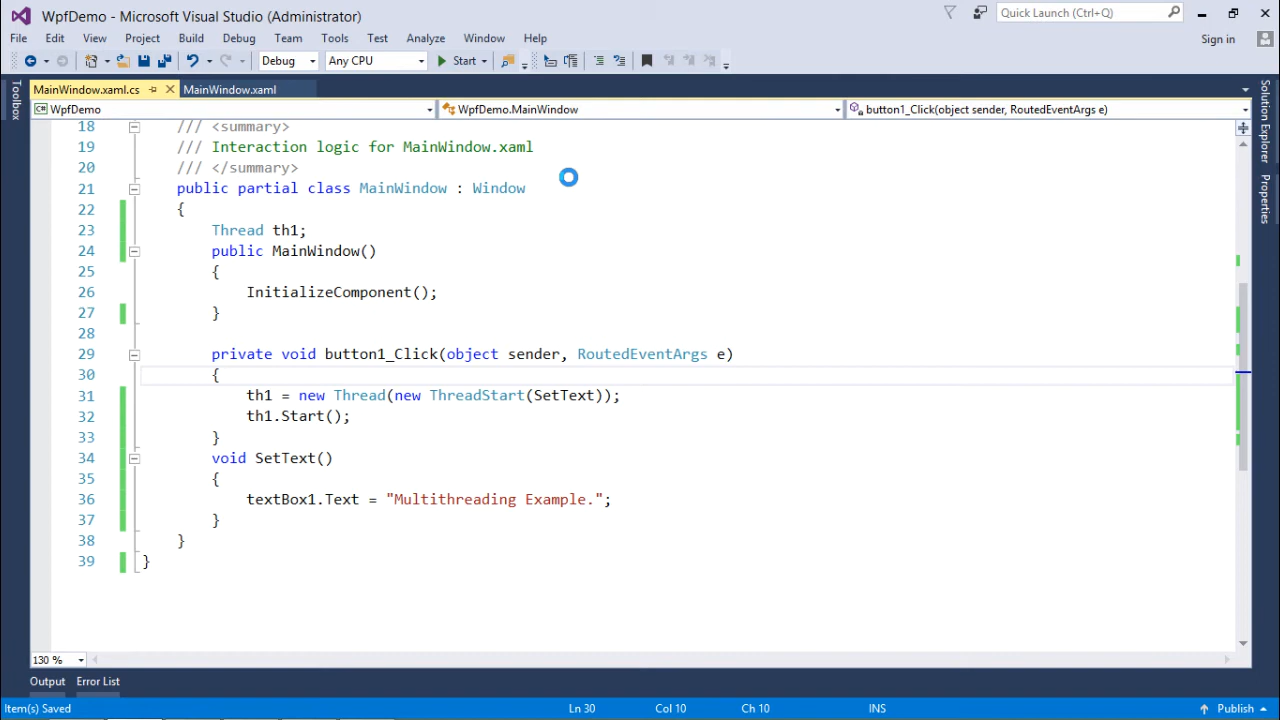 WpfDemo - Microsoft Visual Studio (Administrator)
Quick Launch (Ctrl+Q)
File Edit View Project Build Debug Team Tools Test Analyze Window Help
Sign in
Debug Any CPU Start
MainWindow.xaml.cs MainWindow.xaml
WpfDemo WpfDemo.MainWindow button1_Click(object sender, RoutedEventArgs e)
Toolbox
Solution Explorer
Properties
18 /// <summary>
19 /// Interaction logic for MainWindow.xaml
20 /// </summary>
21 public partial class MainWindow : Window
22 {
23 Thread th1;
24 public MainWindow()
25 {
26 InitializeComponent();
27 }
28
29 private void button1_Click(object sender, RoutedEventArgs e)
30 {
31 th1 = new Thread(new ThreadStart(SetText));
32 th1.Start();
33 }
34 void SetText()
35 {
36 textBox1.Text = "Multithreading Example.";
37 }
38 }
39 }
130 %
Output Error List
Item(s) Saved Ln 30 Col 10 Ch 10 INS Publish